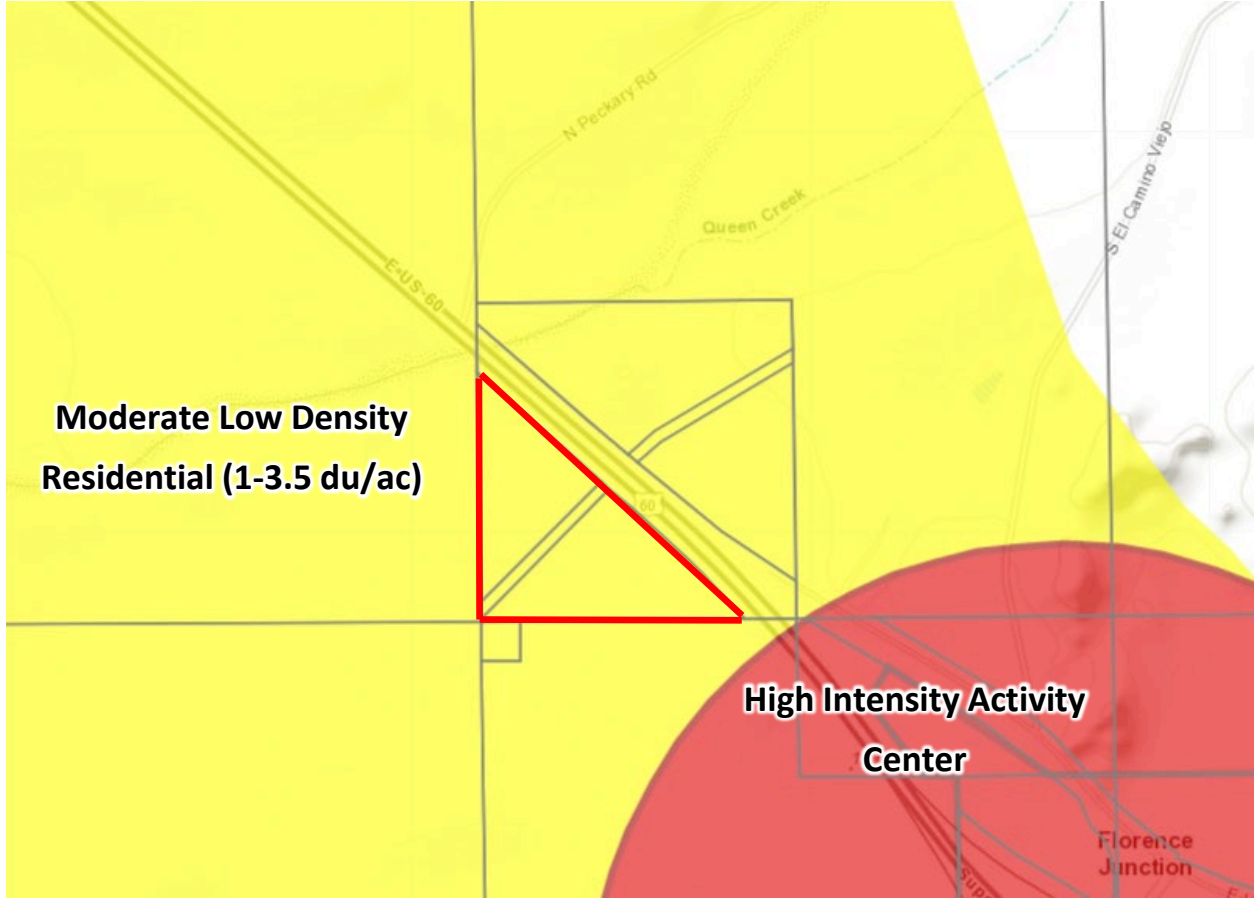 N Peckary Rd
S El Camino Viejo
Queen Creek
E US-60
Moderate Low Density
Residential (1-3.5 du/ac)
60
High Intensity Activity
Center
Florence
Junction